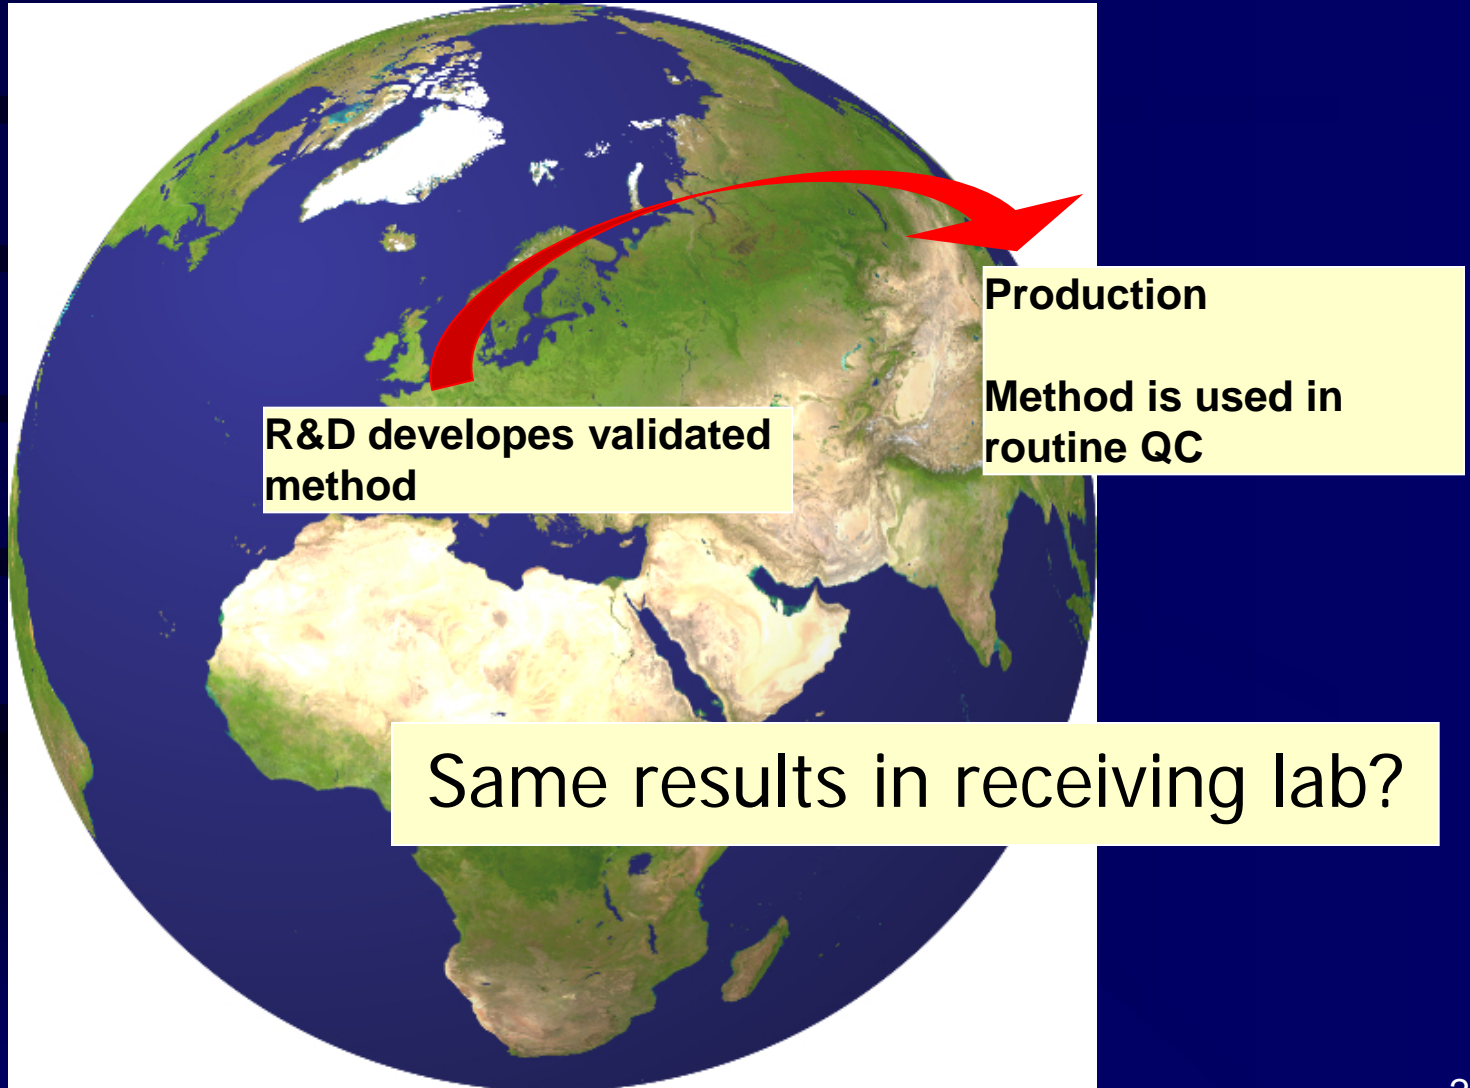 R&D developes validated
method
Production
Method is used in
routine QC
Same results in receiving lab?